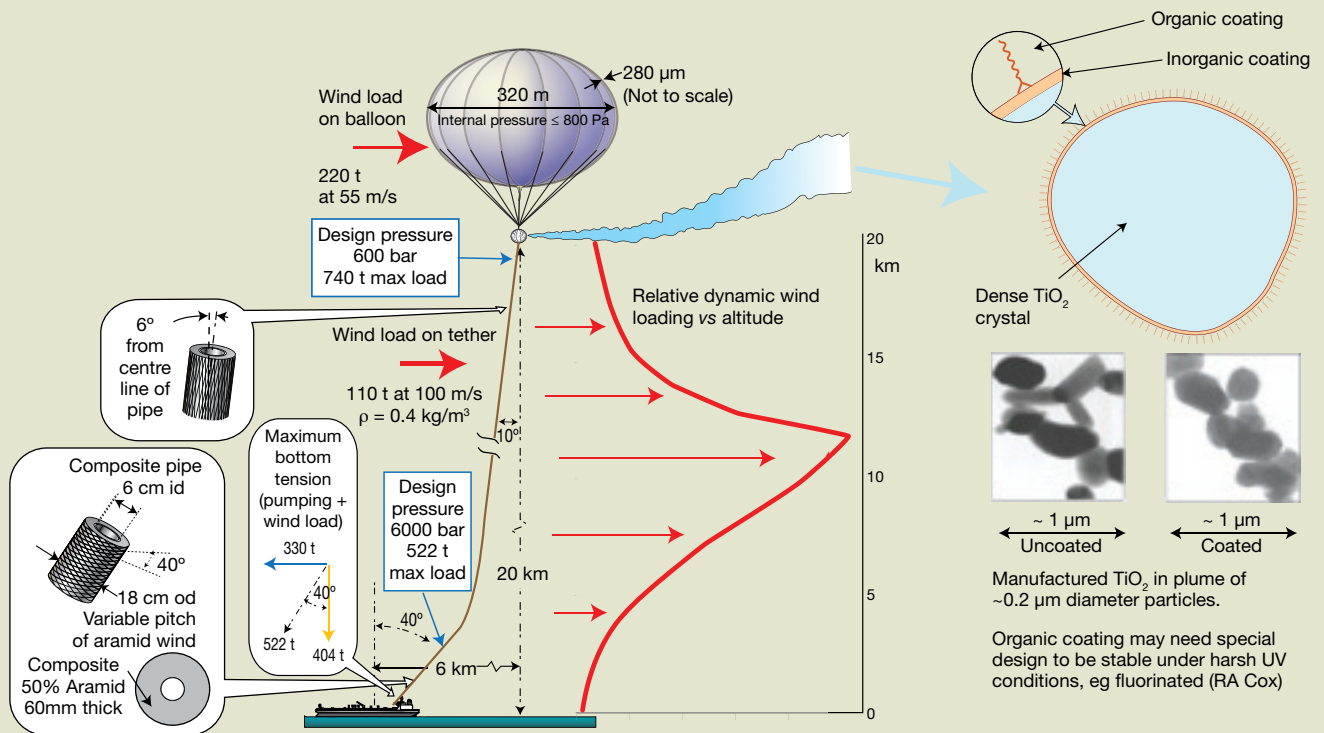 Wind load
on balloon
220 t
at 55 m/s
320 m
Internal pressure ≤ 800 Pa
280 µm
(Not to scale)
Design pressure
600 bar
740 t max load
6º
from
centre
line of
pipe
Wind load on tether
110 t at 100 m/s
ρ = 0.4 kg/m³
10º
Relative dynamic wind
loading vs altitude
20
km
15
10
5
0
Composite pipe
6 cm id
40º
18 cm od
Variable pitch
of aramid wind
Composite
50% Aramid
60mm thick
Maximum
bottom
tension
(pumping +
wind load)
330 t
40º
522 t
404 t
Design
pressure
6000 bar
522 t
max load
40º
20 km
6 km
Organic coating
Inorganic coating
Dense TiO₂
crystal
~ 1 µm
Uncoated
~ 1 µm
Coated
Manufactured TiO₂ in plume of
~0.2 µm diameter particles.
Organic coating may need special
design to be stable under harsh UV
conditions, eg fluorinated (RA Cox)